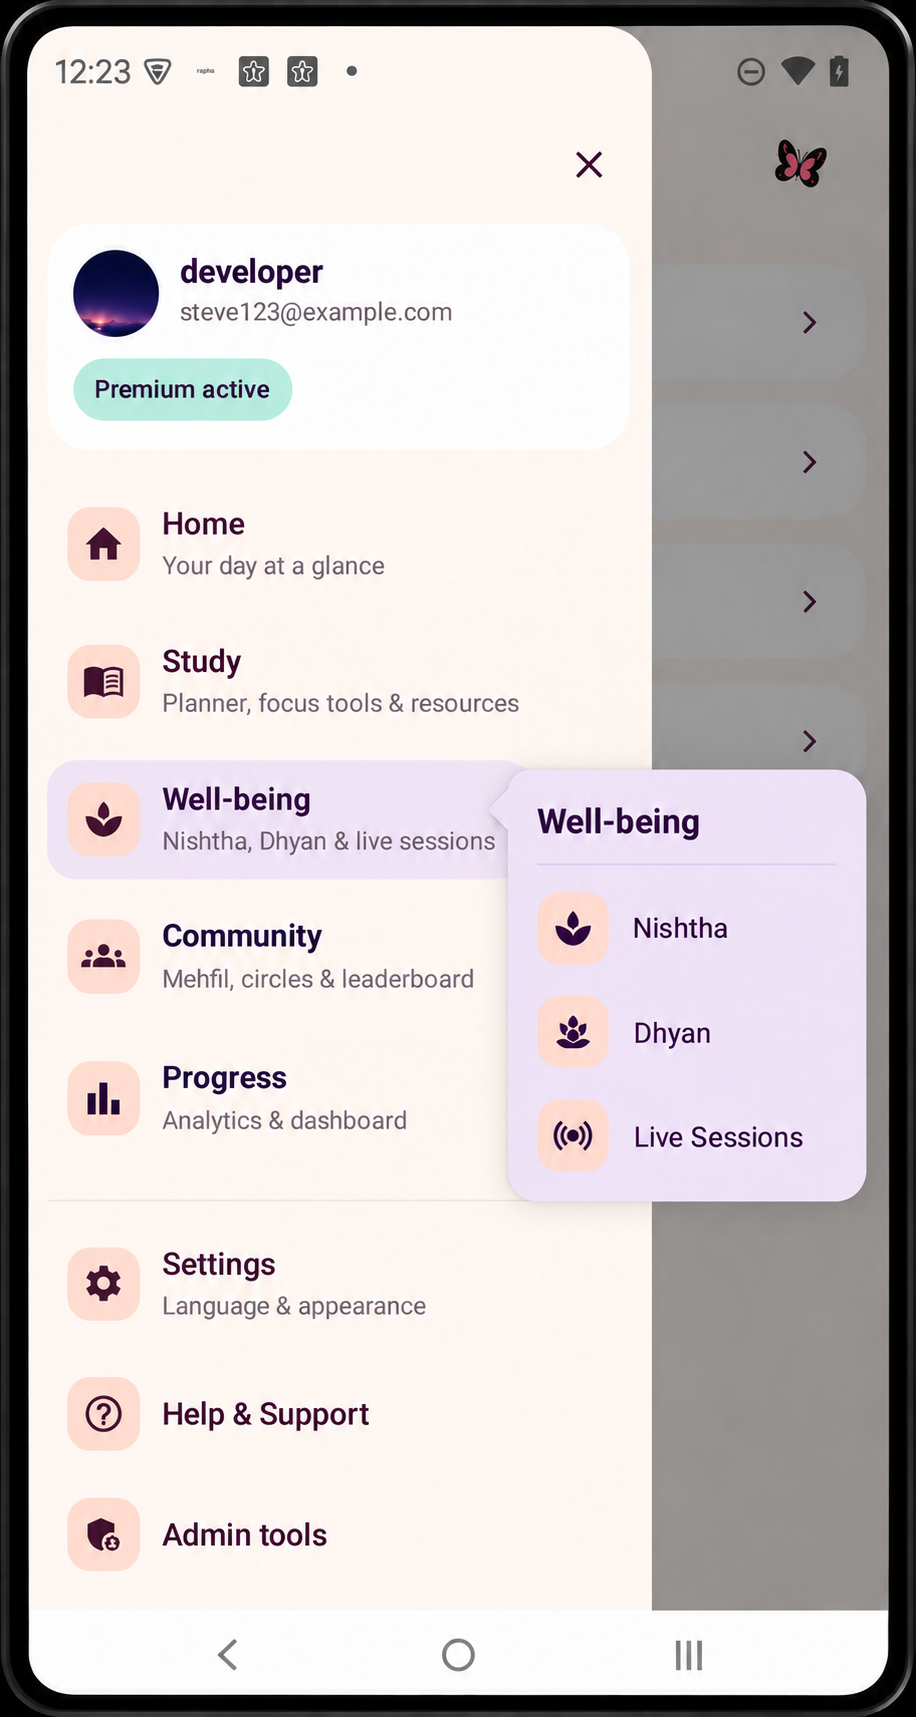 12:23
rapha
developer
steve123@example.com
Premium active
Home
Your day at a glance
Study
Planner, focus tools & resources
Well-being
Nishtha, Dhyan & live sessions
Community
Mehfil, circles & leaderboard
Progress
Analytics & dashboard
Well-being
Nishtha
Dhyan
Live Sessions
Settings
Language & appearance
Help & Support
Admin tools